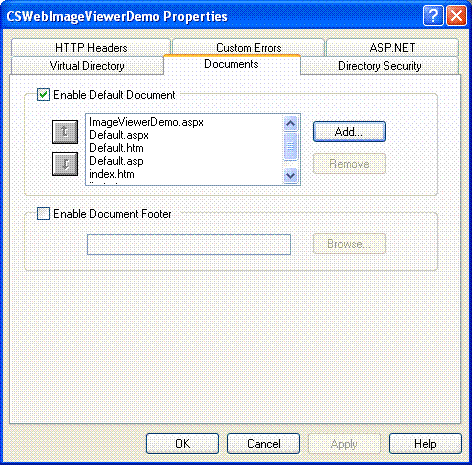 CSWebImageViewerDemo Properties
HTTP Headers Custom Errors ASP.NET
Virtual Directory Documents Directory Security
Enable Default Document
ImageViewerDemo.aspx
Default.aspx
Default.htm
Default.asp
index.htm
Add...
Remove
Enable Document Footer
Browse...
OK Cancel Apply Help